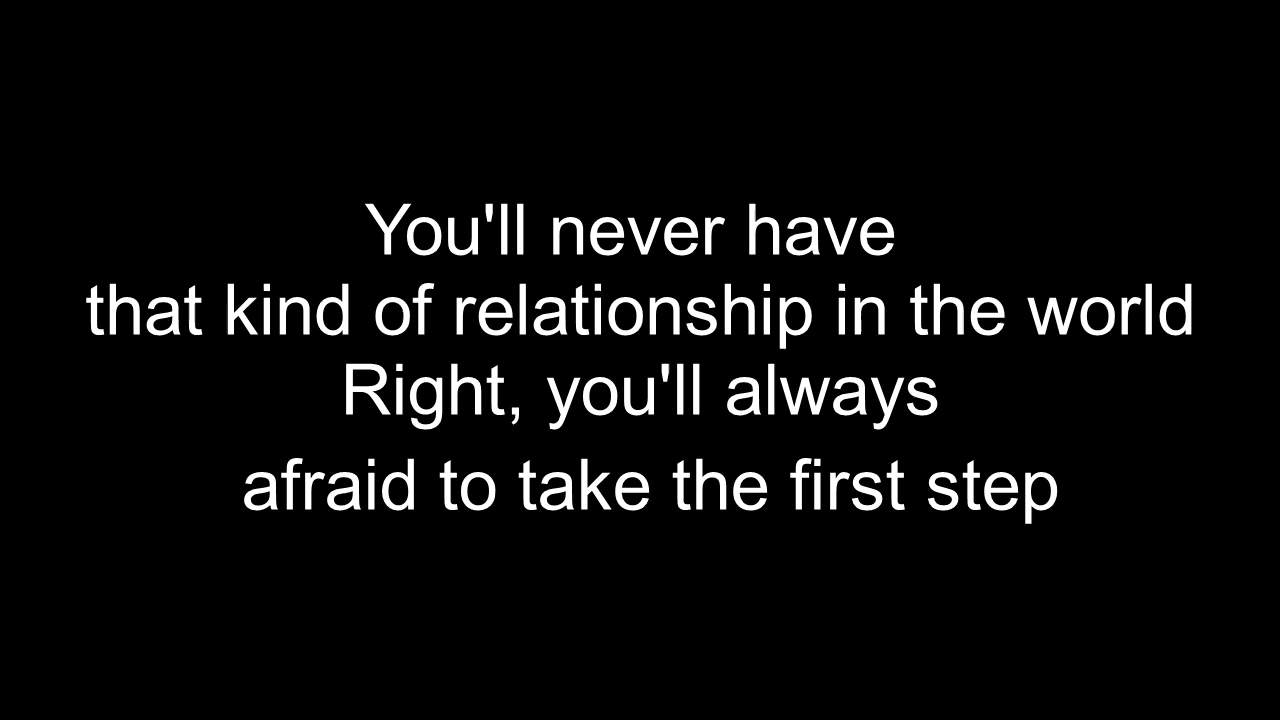 You'll never have
that kind of relationship in the world
Right, you'll always
afraid to take the first step